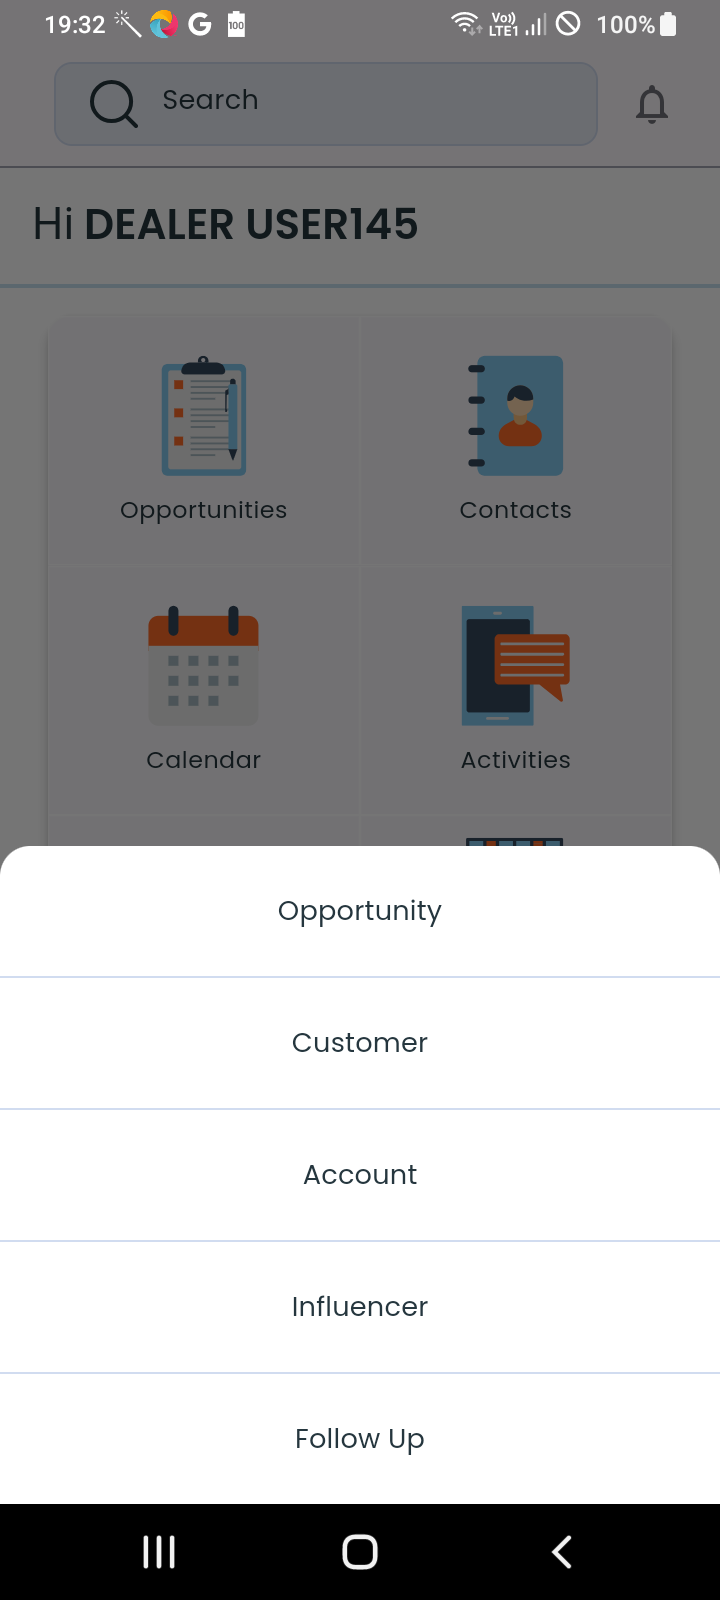 19:32 G 100 Vo)) LTE1 100%
Search
Hi DEALER USER145
Opportunities Contacts
Calendar Activities
Opportunity
Customer
Account
Influencer
Follow Up